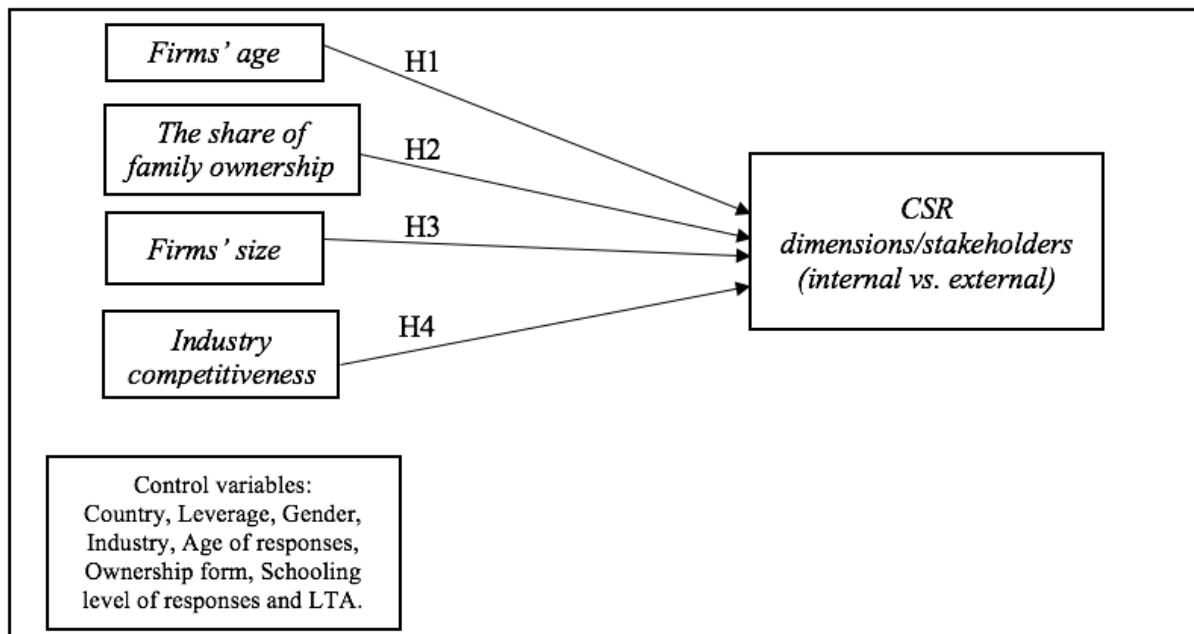 Firms’ age
H1
The share of
family ownership
H2
Firms’ size
H3
Industry
competitiveness
H4
CSR
dimensions/stakeholders
(internal vs. external)
Control variables:
Country, Leverage, Gender,
Industry, Age of responses,
Ownership form, Schooling
level of responses and LTA.